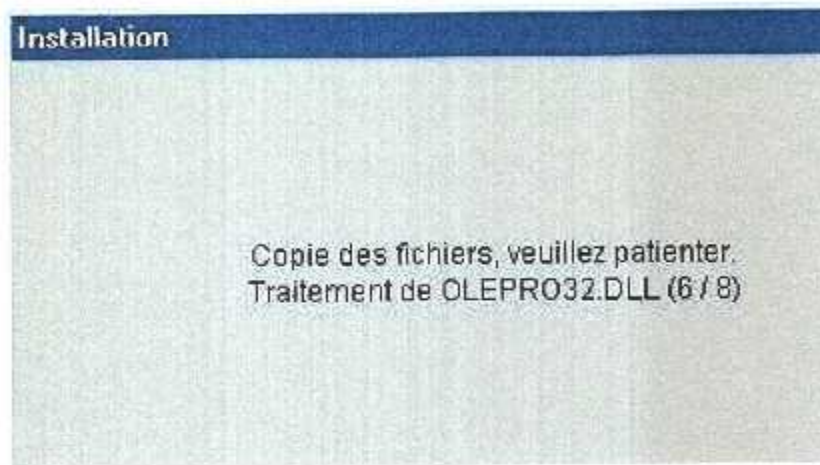 Installation
Copie des fichiers, veuillez patienter.
Traitement de OLEPRO32.DLL (6 / 8)